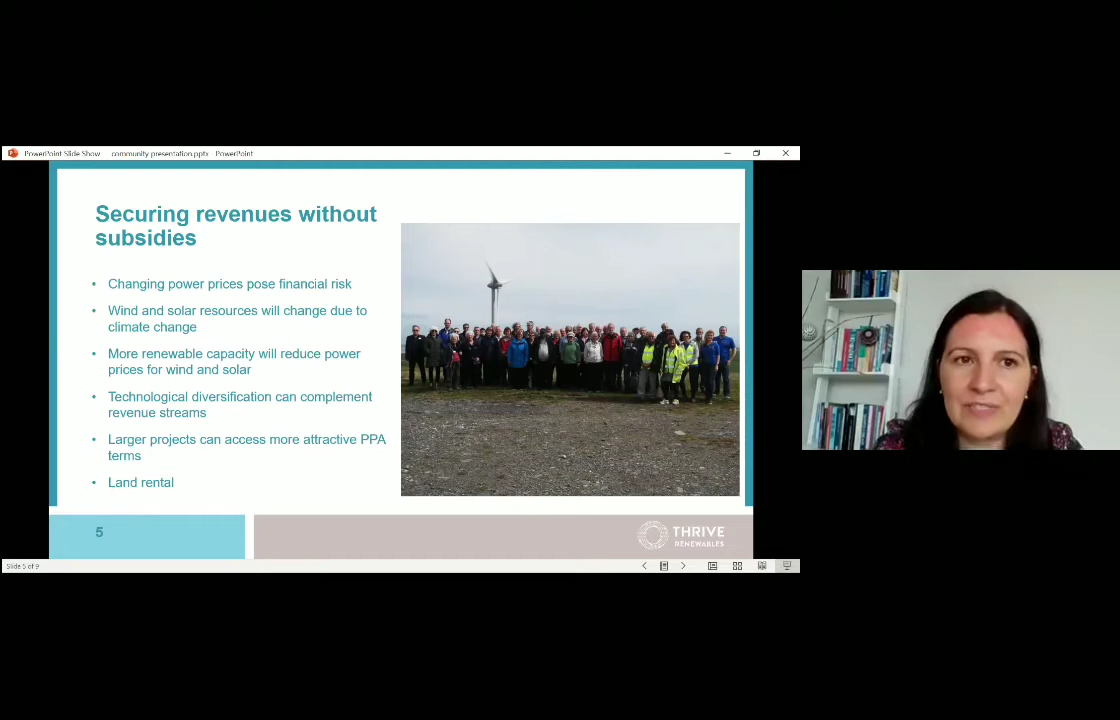 PowerPoint Slide Show    community presentation.pptx    PowerPoint
Securing revenues without
subsidies
• Changing power prices pose financial risk
• Wind and solar resources will change due to
climate change
• More renewable capacity will reduce power
prices for wind and solar
• Technological diversification can complement
revenue streams
• Larger projects can access more attractive PPA
terms
• Land rental
5
THRIVE
RENEWABLES
Slide 5 of 9